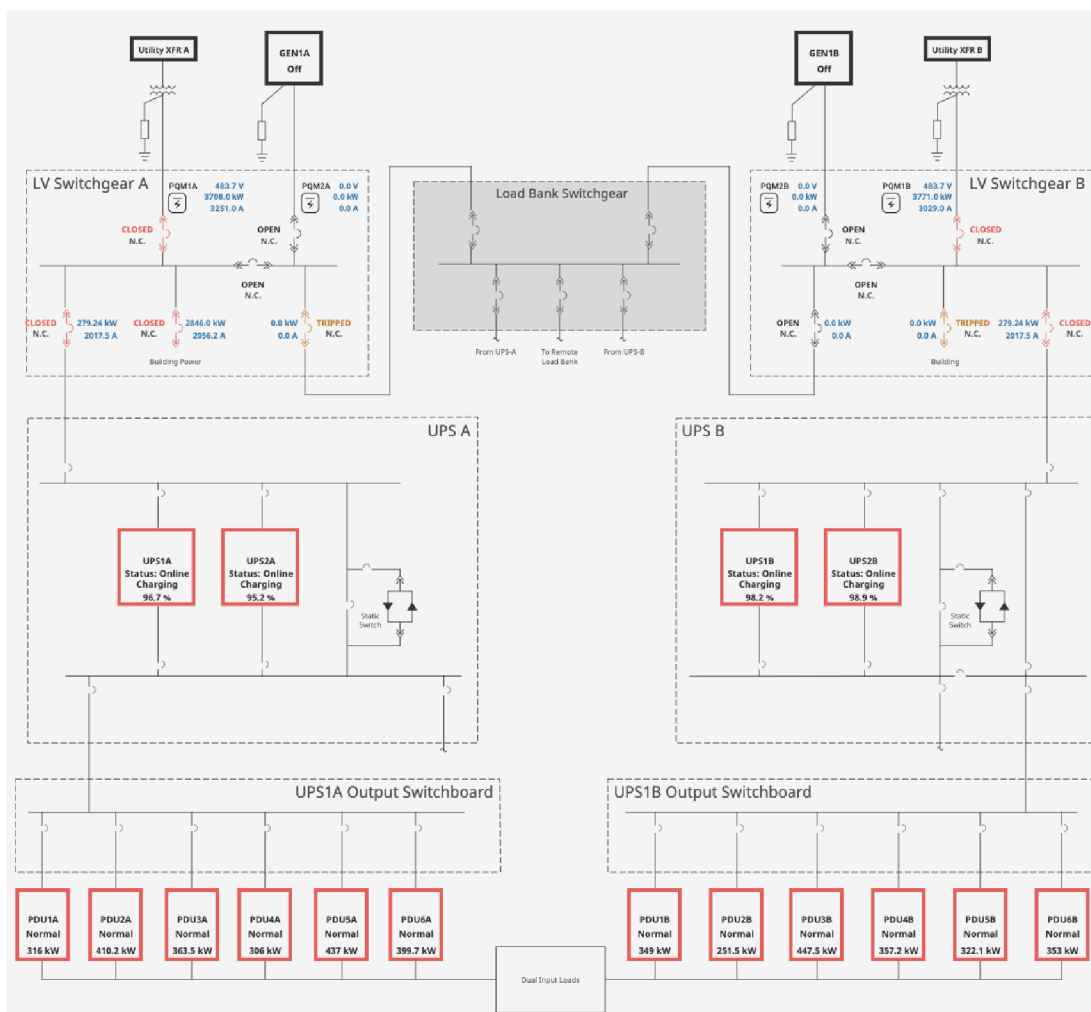 Utility XFR A
GEN1A
Off
GEN1B
Off
Utility XFR B
LV Switchgear A
PQM1A
483.7 V
3708.0 kW
3251.0 A
PQM2A
0.0 V
0.0 kW
0.0 A
CLOSED
N.C.
OPEN
N.C.
OPEN
N.C.
CLOSED
N.C.
279.24 kW
2017.5 A
CLOSED
N.C.
2846.0 kW
2056.2 A
0.0 kW
0.0 A
TRIPPED
N.C.
Building Power
Load Bank Switchgear
From UPS-A
To Remote
Load Bank
From UPS-B
LV Switchgear B
PQM2B
0.0 V
0.0 kW
0.0 A
PQM1B
483.7 V
3771.0 kW
3029.0 A
OPEN
N.C.
CLOSED
N.C.
OPEN
N.C.
OPEN
N.C.
0.0 kW
0.0 A
0.0 kW
0.0 A
TRIPPED
N.C.
279.24 kW
2017.5 A
CLOSED
N.C.
Building
UPS A
UPS1A
Status: Online
Charging
96.7 %
UPS2A
Status: Online
Charging
95.2 %
Static
Switch
UPS B
UPS1B
Status: Online
Charging
98.2 %
UPS2B
Status: Online
Charging
98.9 %
Static
Switch
UPS1A Output Switchboard
UPS1B Output Switchboard
PDU1A
Normal
316 kW
PDU2A
Normal
410.2 kW
PDU3A
Normal
363.5 kW
PDU4A
Normal
306 kW
PDU5A
Normal
437 kW
PDU6A
Normal
399.7 kW
Dual Input Loads
PDU1B
Normal
349 kW
PDU2B
Normal
251.5 kW
PDU3B
Normal
447.5 kW
PDU4B
Normal
357.2 kW
PDU5B
Normal
322.1 kW
PDU6B
Normal
353 kW